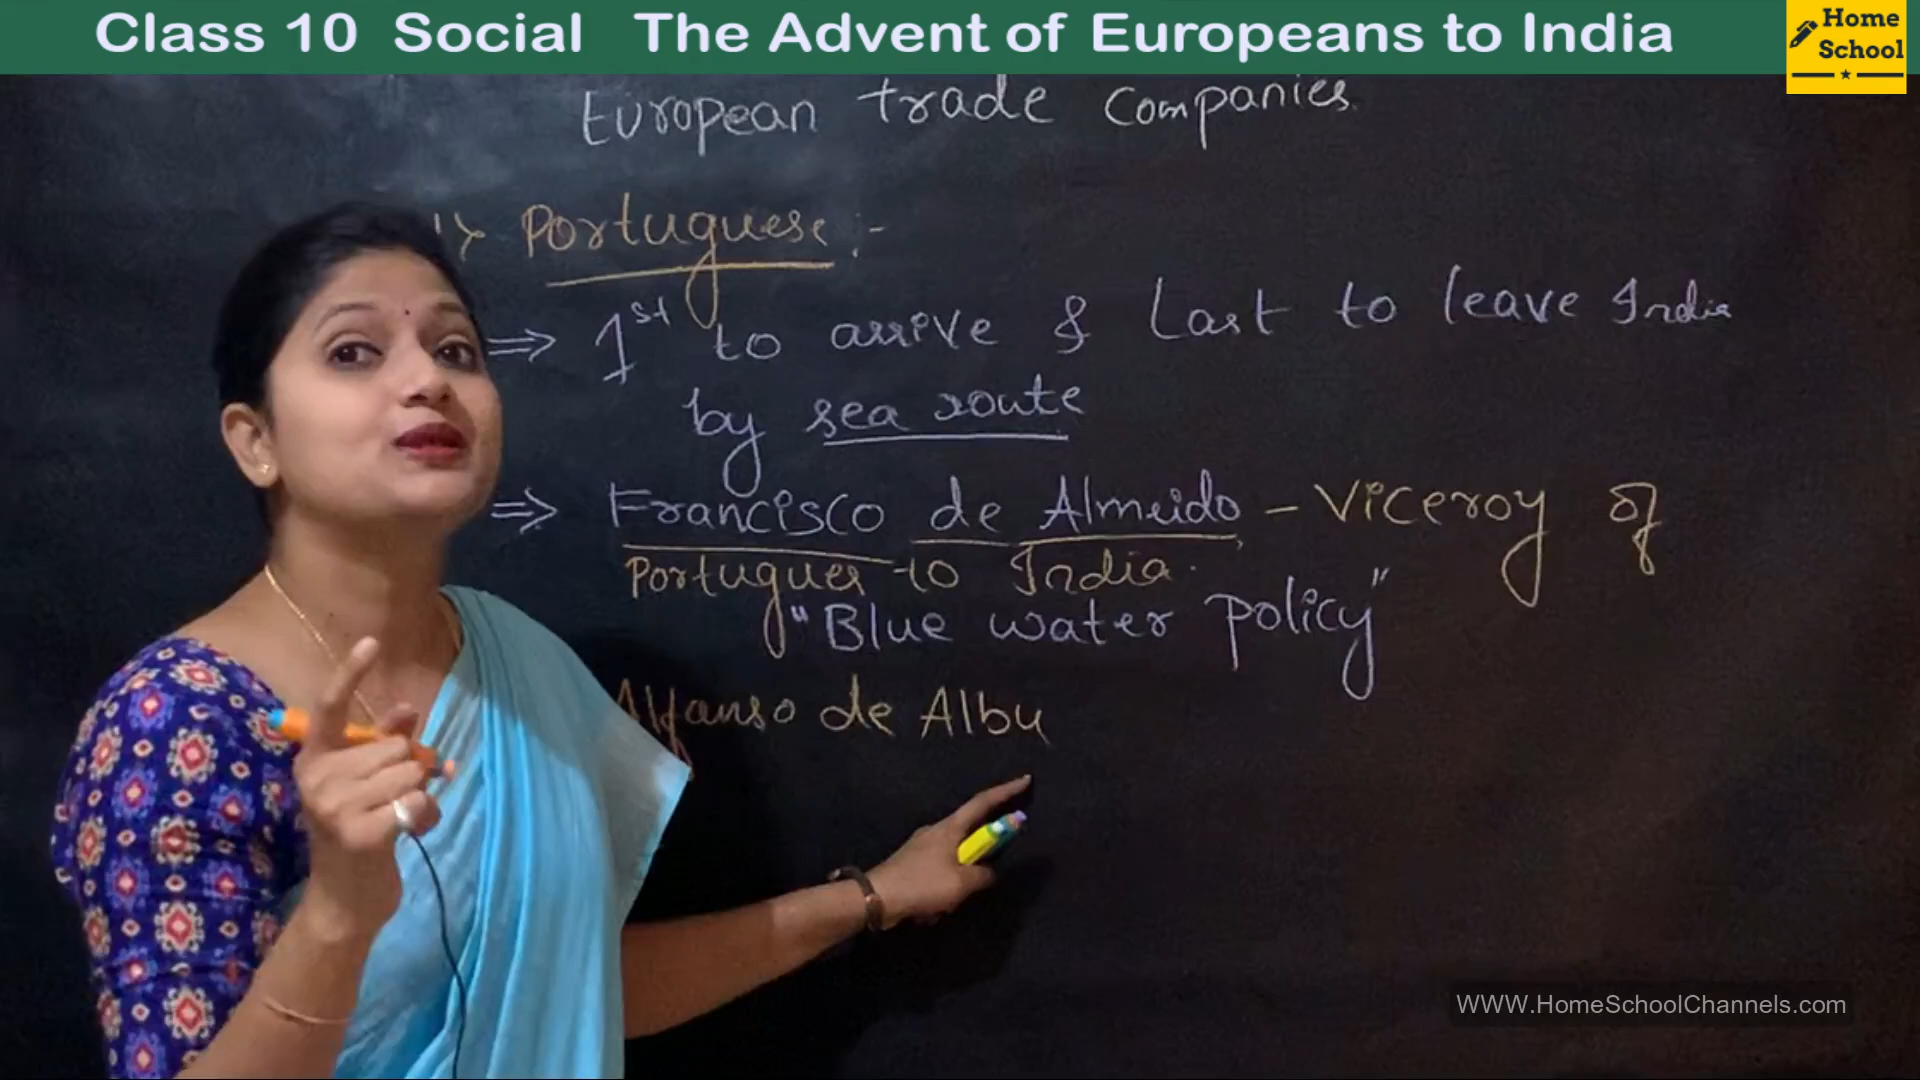 Class 10 Social The Advent of Europeans to India
Home School
European trade companies
1> Portuguese :-
⇒ 1st to arrive & Last to leave India
by sea route
⇒ Francisco de Almeido - Viceroy of
Portugues to India.
"Blue water policy"
Alfanso de Albu
WWW.HomeSchoolChannels.com